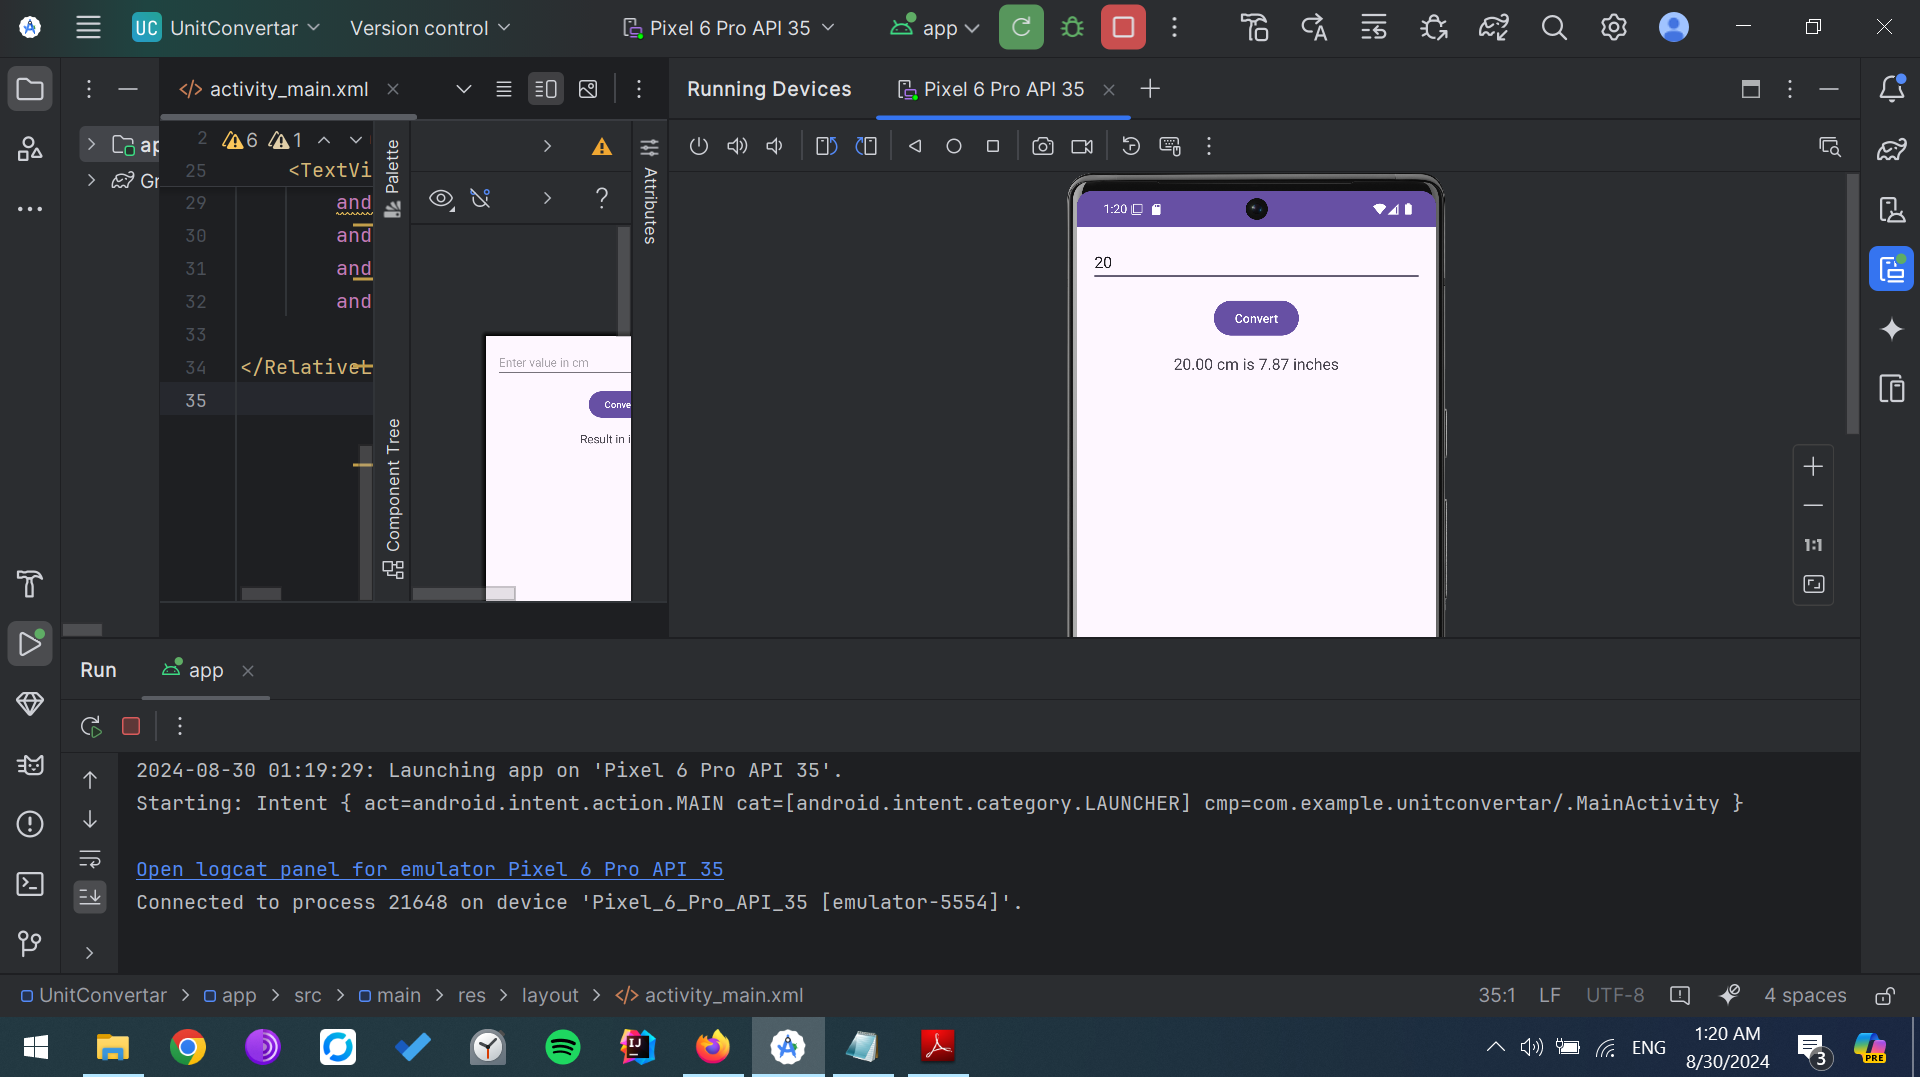 UC UnitConvertar Version control Pixel 6 Pro API 35 app
activity_main.xml
Running Devices Pixel 6 Pro API 35
ap
Gr
2 6 1
25 <TextVi
29 and
30 and
31 and
32 and
33
34 </RelativeL
35
Palette
Component Tree
Attributes
?
Enter value in cm
Conve
Result in i
1:20
20
Convert
20.00 cm is 7.87 inches
1:1
Run app
2024-08-30 01:19:29: Launching app on 'Pixel 6 Pro API 35'.
Starting: Intent { act=android.intent.action.MAIN cat=[android.intent.category.LAUNCHER] cmp=com.example.unitconvertar/.MainActivity }
Open logcat panel for emulator Pixel 6 Pro API 35
Connected to process 21648 on device 'Pixel_6_Pro_API_35 [emulator-5554]'.
UnitConvertar > app > src > main > res > layout > activity_main.xml
35:1 LF UTF-8 4 spaces
IJ
ENG
1:20 AM
8/30/2024
3
PRE